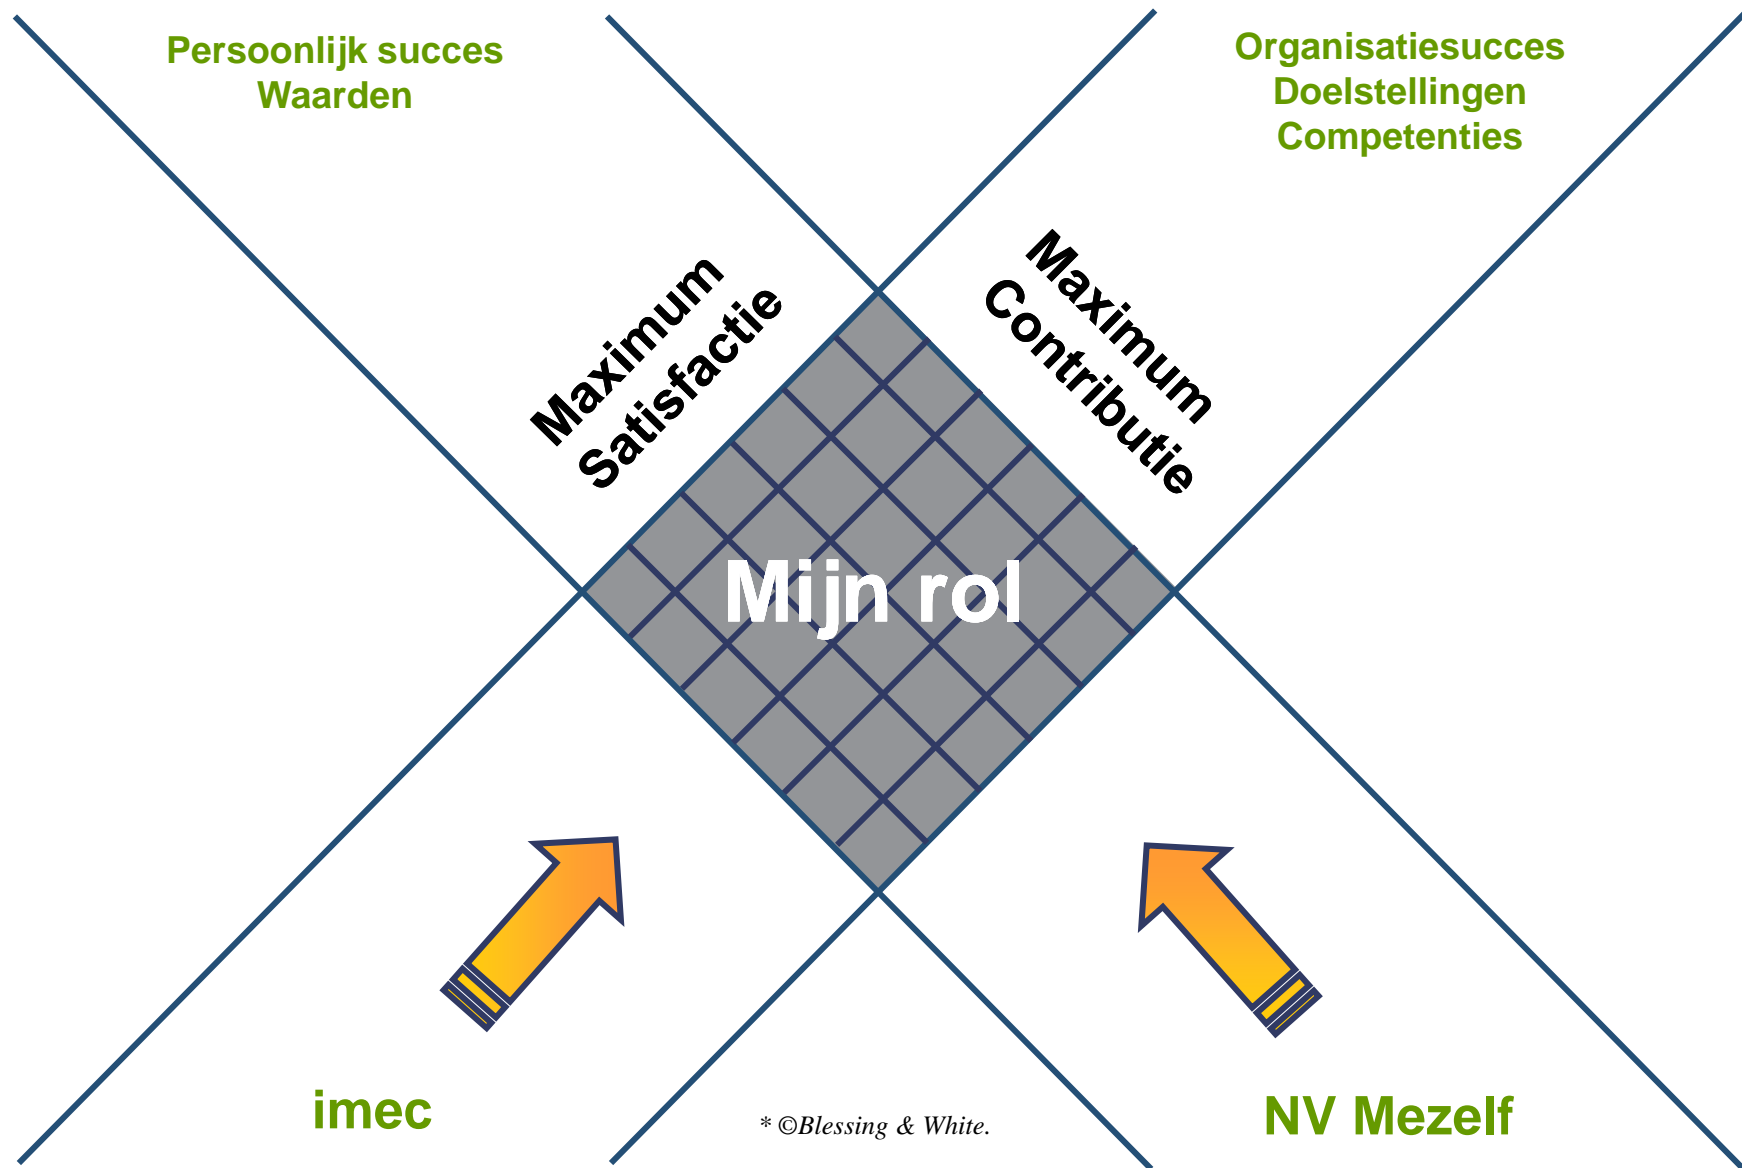 Persoonlijk succes
Waarden
Organisatiesucces
Doelstellingen
Competenties
Maximum
Satisfactie
Maximum
Contributie
Mijn rol
imec
* ©Blessing & White.
NV Mezelf